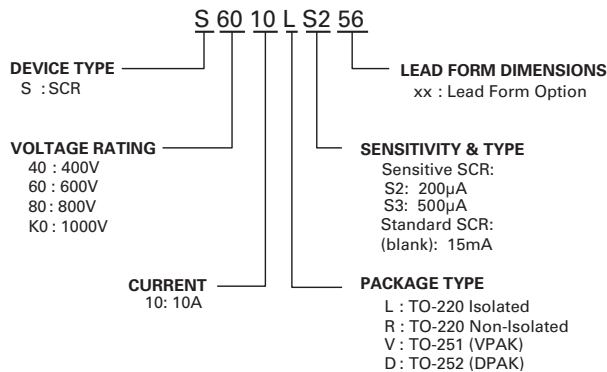 S 60 10 L S2 56
DEVICE TYPE
S : SCR
VOLTAGE RATING
40 : 400V
60 : 600V
80 : 800V
K0 : 1000V
CURRENT
10: 10A
LEAD FORM DIMENSIONS
xx : Lead Form Option
SENSITIVITY & TYPE
Sensitive SCR:
S2: 200μA
S3: 500μA
Standard SCR:
(blank): 15mA
PACKAGE TYPE
L : TO-220 Isolated
R : TO-220 Non-Isolated
V : TO-251 (VPAK)
D : TO-252 (DPAK)